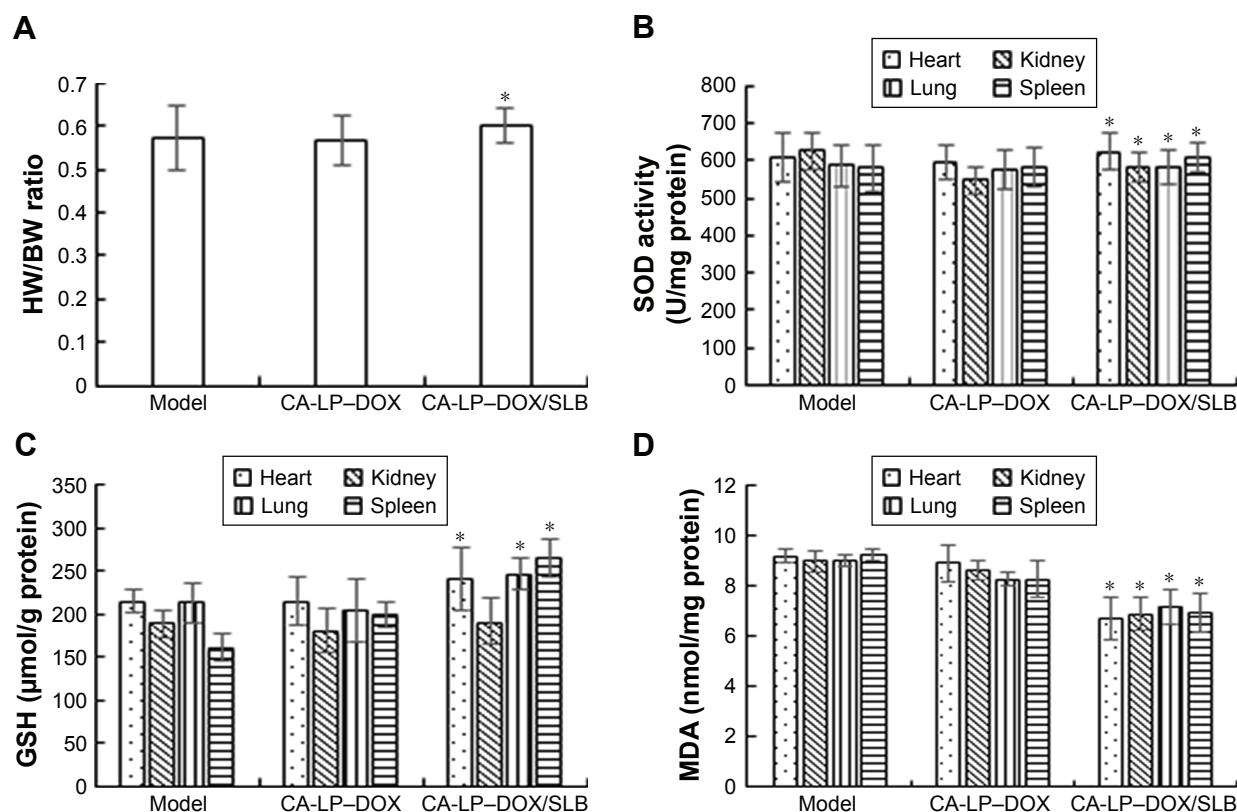 A
HW/BW ratio
0.7
0.6
0.5
0.4
0.3
0.2
0.1
0
*
Model
CA-LP–DOX
CA-LP–DOX/SLB
B
Heart
Kidney
Lung
Spleen
SOD activity
(U/mg protein)
800
700
600
500
400
300
200
100
0
* * * *
Model
CA-LP–DOX
CA-LP–DOX/SLB
C
Heart
Kidney
Lung
Spleen
GSH (µmol/g protein)
350
300
250
200
150
100
50
0
* * *
Model
CA-LP–DOX
CA-LP–DOX/SLB
D
Heart
Kidney
Lung
Spleen
MDA (nmol/mg protein)
12
10
8
6
4
2
0
* * * *
Model
CA-LP–DOX
CA-LP–DOX/SLB